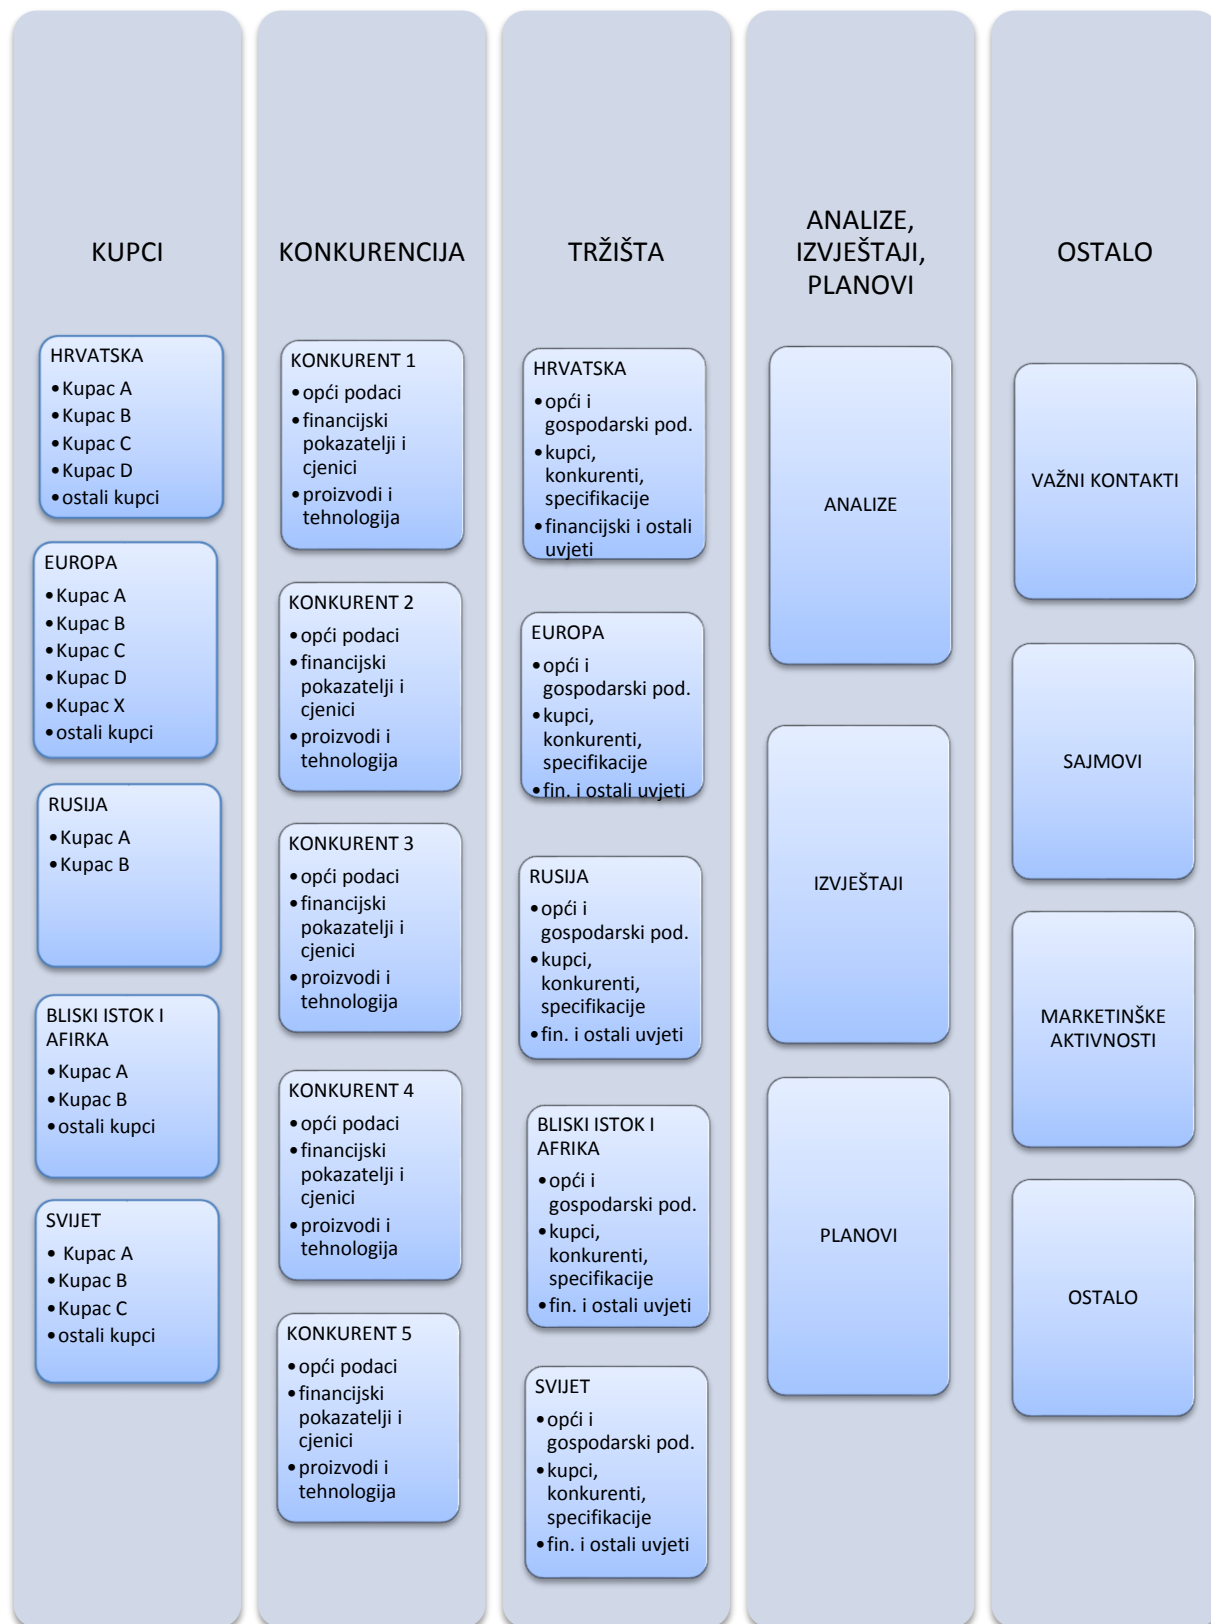 KUPCI
HRVATSKA
•Kupac A
•Kupac B
•Kupac C
•Kupac D
•ostali kupci
EUROPA
•Kupac A
•Kupac B
•Kupac C
•Kupac D
•Kupac X
•ostali kupci
RUSIJA
•Kupac A
•Kupac B
BLISKI ISTOK I
AFIRKA
•Kupac A
•Kupac B
•ostali kupci
SVIJET
• Kupac A
•Kupac B
•Kupac C
•ostali kupci
KONKURENCIJA
KONKURENT 1
•opći podaci
•financijski
pokazatelji i
cjenici
•proizvodi i
tehnologija
KONKURENT 2
•opći podaci
•financijski
pokazatelji i
cjenici
•proizvodi i
tehnologija
KONKURENT 3
•opći podaci
•financijski
pokazatelji i
cjenici
•proizvodi i
tehnologija
KONKURENT 4
•opći podaci
•financijski
pokazatelji i
cjenici
•proizvodi i
tehnologija
KONKURENT 5
•opći podaci
•financijski
pokazatelji i
cjenici
•proizvodi i
tehnologija
TRŽIŠTA
HRVATSKA
•opći i
gospodarski pod.
•kupci,
konkurenti,
specifikacije
•financijski i ostali
uvjeti
EUROPA
•opći i
gospodarski pod.
•kupci,
konkurenti,
specifikacije
•fin. i ostali uvjeti
RUSIJA
•opći i
gospodarski pod.
•kupci,
konkurenti,
specifikacije
•fin. i ostali uvjeti
BLISKI ISTOK I
AFRIKA
•opći i
gospodarski pod.
•kupci,
konkurenti,
specifikacije
•fin. i ostali uvjeti
SVIJET
•opći i
gospodarski pod.
•kupci,
konkurenti,
specifikacije
•fin. i ostali uvjeti
ANALIZE,
IZVJEŠTAJI,
PLANOVI
ANALIZE
IZVJEŠTAJI
PLANOVI
OSTALO
VAŽNI KONTAKTI
SAJMOVI
MARKETINŠKE
AKTIVNOSTI
OSTALO